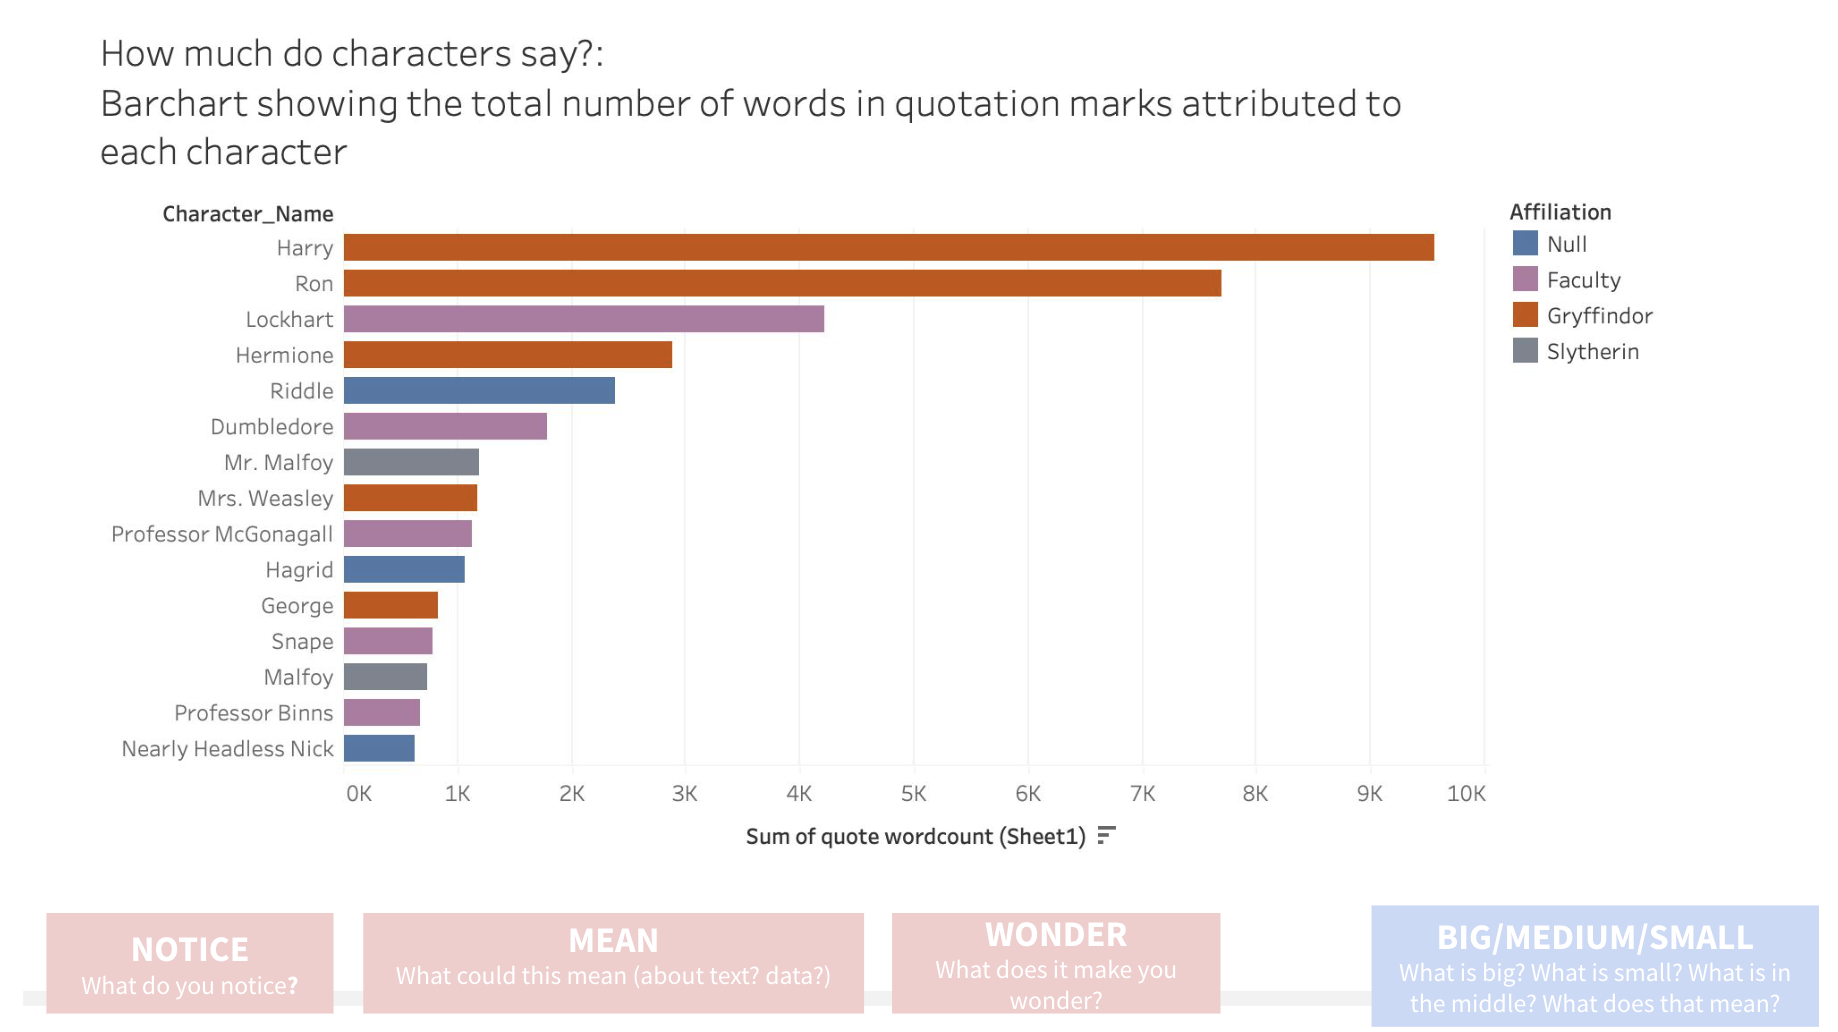 How much do characters say?:
Barchart showing the total number of words in quotation marks attributed to
each character
Character_Name
Harry
Ron
Lockhart
Hermione
Riddle
Dumbledore
Mr. Malfoy
Mrs. Weasley
Professor McGonagall
Hagrid
George
Snape
Malfoy
Professor Binns
Nearly Headless Nick
0K 1K 2K 3K 4K 5K 6K 7K 8K 9K 10K
Sum of quote wordcount (Sheet1)
Affiliation
Null
Faculty
Gryffindor
Slytherin
NOTICE
What do you notice?
MEAN
What could this mean (about text? data?)
WONDER
What does it make you
wonder?
BIG/MEDIUM/SMALL
What is big? What is small? What is in
the middle? What does that mean?